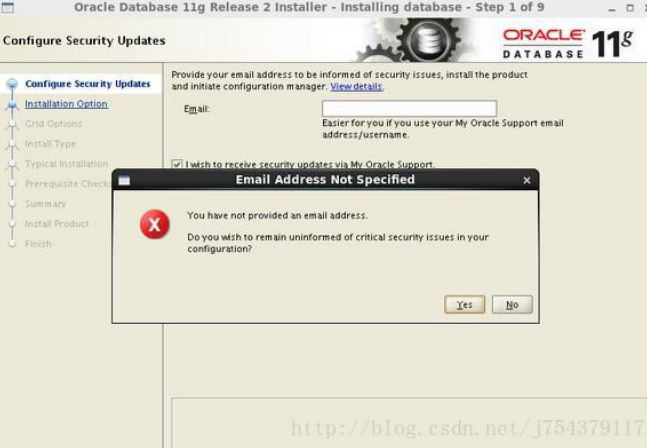 Oracle Database 11g Release 2 Installer - Installing database - Step 1 of 9
Configure Security Updates
ORACLE
DATABASE
11g
Configure Security Updates
Installation Option
Grid Options
Install Type
Typical Installation
Prerequisite Checks
Summary
Install Product
Finish
Provide your email address to be informed of security issues, install the product
and initiate configuration manager. View details.
Email:
Easier for you if you use your My Oracle Support email
address/username.
I wish to receive security updates via My Oracle Support.
Email Address Not Specified
You have not provided an email address.
Do you wish to remain uninformed of critical security issues in your
configuration?
Yes
No
http://blog.csdn.net/j754379117